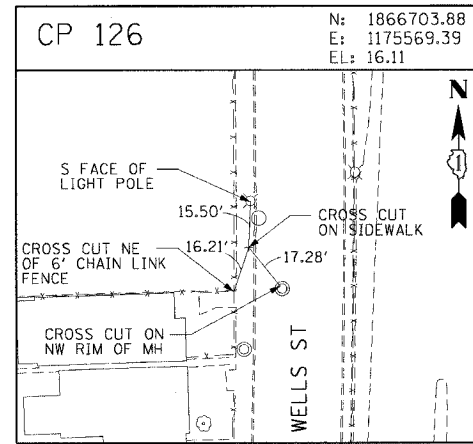 CP 126
N: 1866703.88
E: 1175569.39
EL: 16.11
N
1
S FACE OF
LIGHT POLE
15.50'
CROSS CUT
ON SIDEWALK
16.21'
17.28'
CROSS CUT NE
OF 6' CHAIN LINK
FENCE
CROSS CUT ON
NW RIM OF MH
WELLS ST